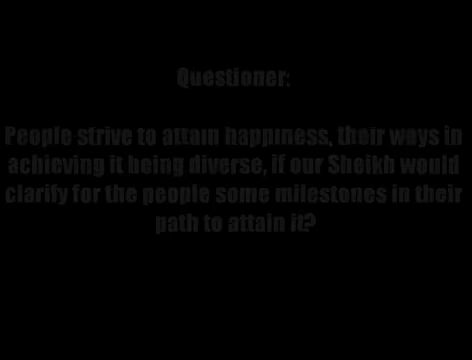 Questioner:
People strive to attain happiness, their ways in
achieving it being diverse, if our Sheikh would
clarify for the people some milestones in their
path to attain it?